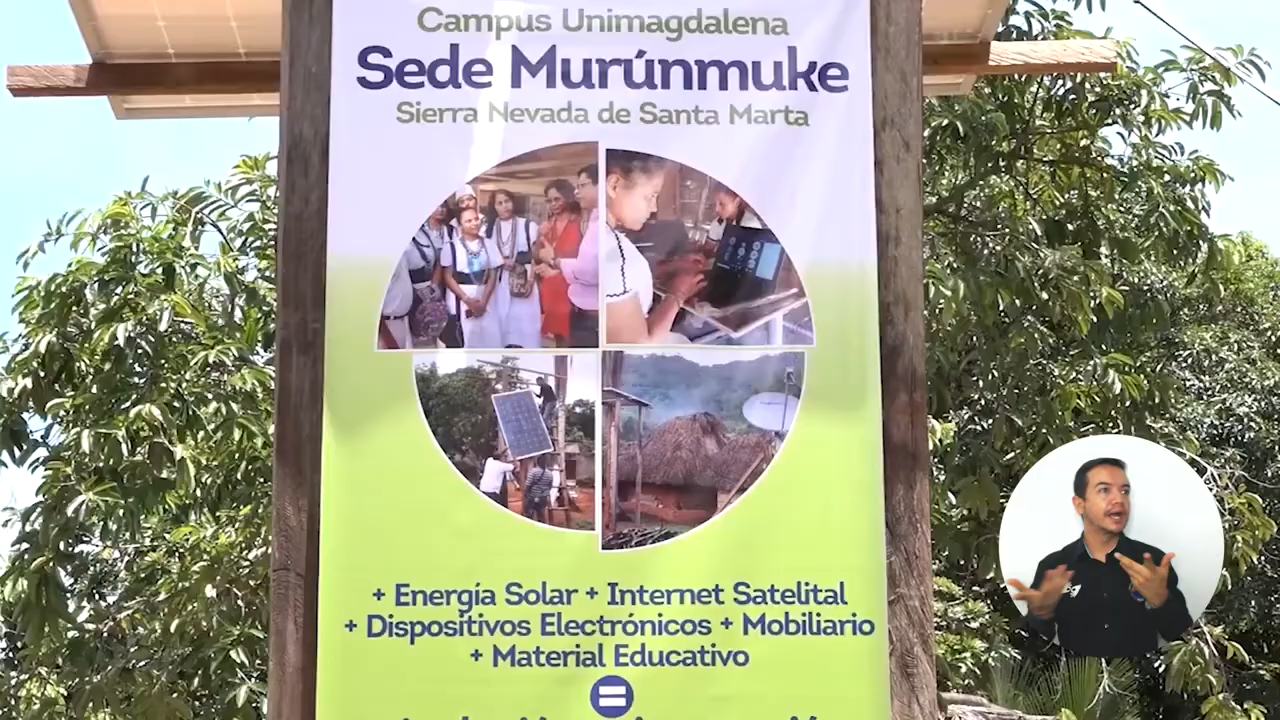 Campus Unimagdalena
Sede Murúnmuke
Sierra Nevada de Santa Marta
+ Energía Solar + Internet Satelital
+ Dispositivos Electrónicos + Mobiliario
+ Material Educativo
=